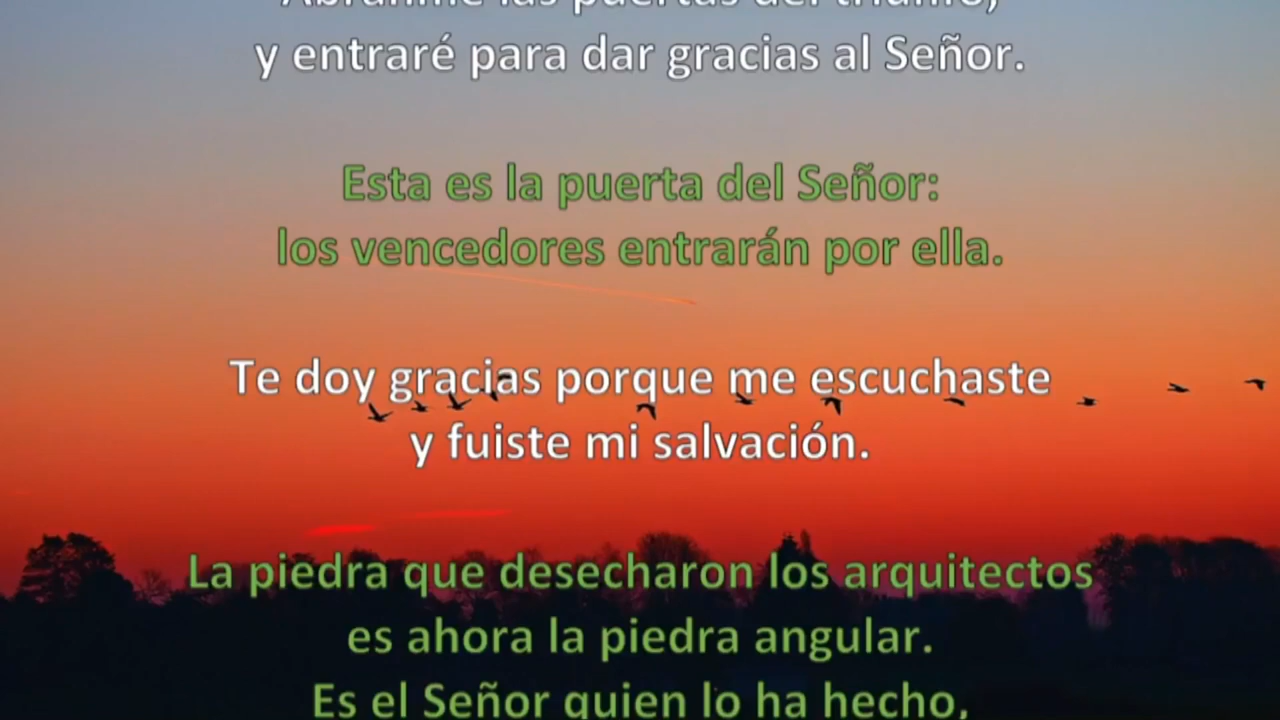 Abridme las puertas del triunfo,
y entraré para dar gracias al Señor.
Esta es la puerta del Señor:
los vencedores entrarán por ella.
Te doy gracias porque me escuchaste
y fuiste mi salvación.
La piedra que desecharon los arquitectos
es ahora la piedra angular.
Es el Señor quien lo ha hecho,